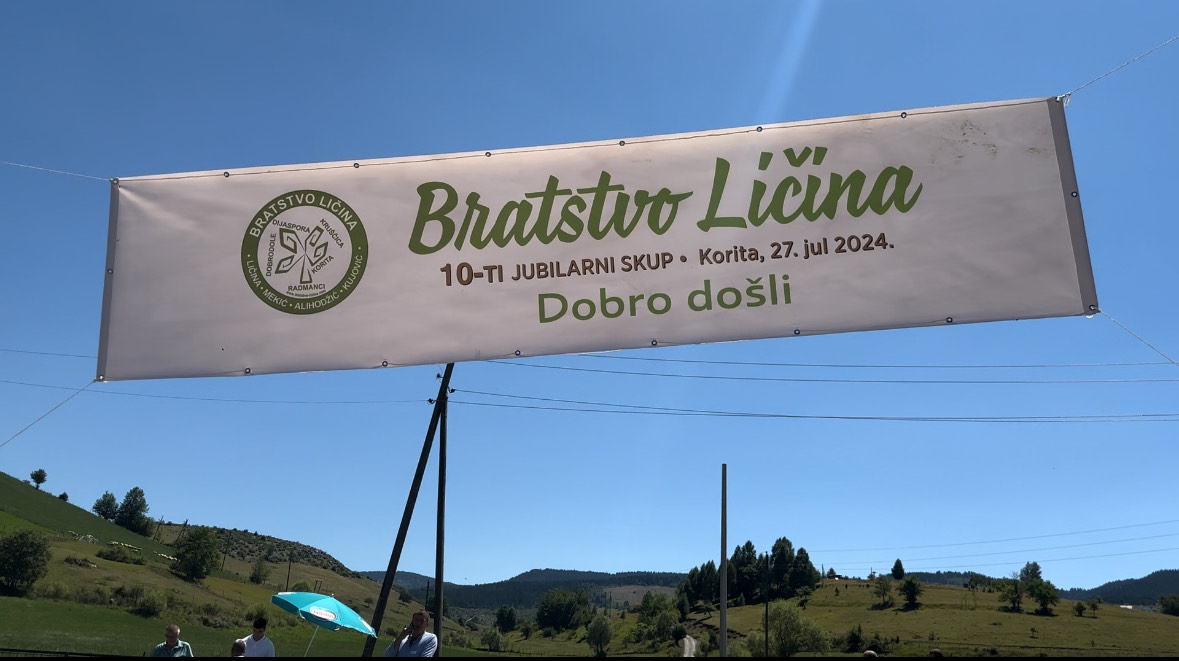 BRATSTVO LIČINA
DIJASPORA
KRUŠČICA
DOBRODOLE
KORITA
RADMANCI
• LIČINA • MEKIĆ • ALIHODŽIĆ • KUJOVIĆ •
Bratstvo Ličina
10-TI JUBILARNI SKUP • Korita, 27. jul 2024.
Dobro došli